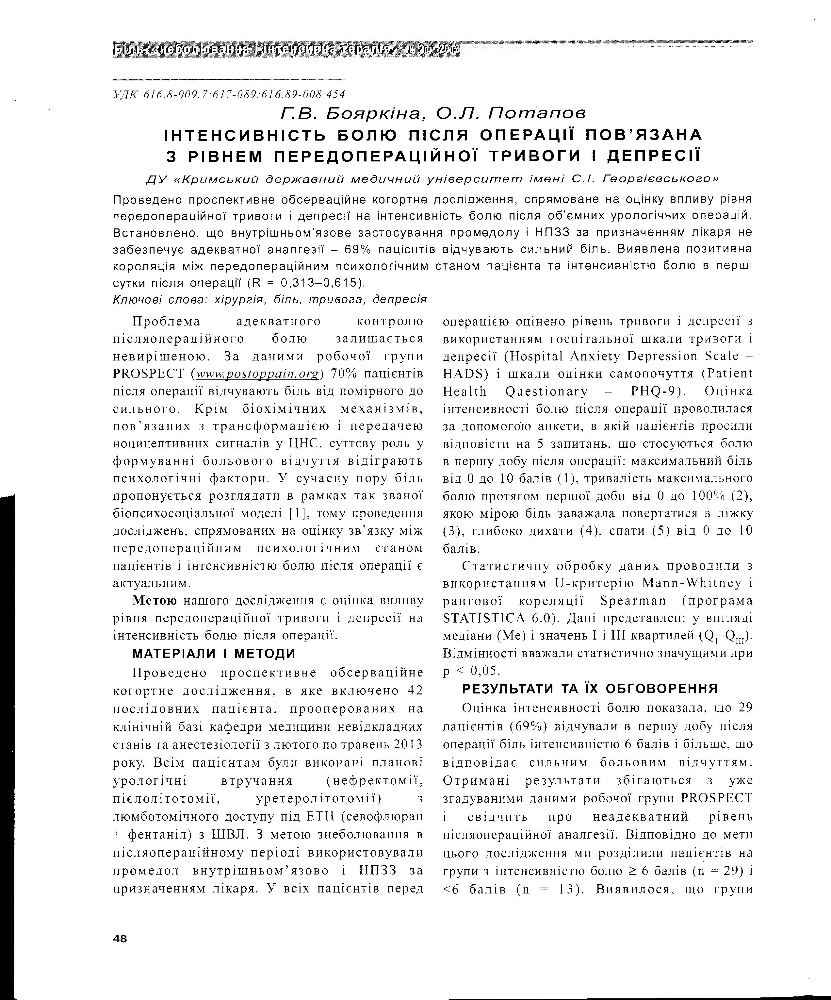 Біль, знеболювання і інтенсивна терапія № 2д • 2013
УДК 616.8-009.7:617-089:616.89-008.454
Г.В. Бояркіна, О.Л. Потапов
ІНТЕНСИВНІСТЬ БОЛЮ ПІСЛЯ ОПЕРАЦІЇ ПОВ’ЯЗАНА
З РІВНЕМ ПЕРЕДОПЕРАЦІЙНОЇ ТРИВОГИ І ДЕПРЕСІЇ
ДУ «Кримський державний медичний університет імені С.І. Георгієвського»
Проведено проспективне обсерваційне когортне дослідження, спрямоване на оцінку впливу рівня
передопераційної тривоги і депресії на інтенсивність болю після об’ємних урологічних операцій.
Встановлено, що внутрішньом’язове застосування промедолу і НПЗЗ за призначенням лікаря не
забезпечує адекватної аналгезії – 69% пацієнтів відчувають сильний біль. Виявлена позитивна
кореляція між передопераційним психологічним станом пацієнта та інтенсивністю болю в перші
сутки після операції (R = 0,313–0,615).
Ключові слова: хірургія, біль, тривога, депресія
Проблема адекватного контролю
післяопераційного болю залишається
невирішеною. За даними робочої групи
PROSPECT (www.postoppain.org) 70% пацієнтів
після операції відчувають біль від помірного до
сильного. Крім біохімічних механізмів,
пов’язаних з трансформацією і передачею
ноцицептивних сигналів у ЦНС, суттєву роль у
формуванні больового відчуття відіграють
психологічні фактори. У сучасну пору біль
пропонується розглядати в рамках так званої
біопсихосоціальної моделі [1], тому проведення
досліджень, спрямованих на оцінку зв’язку між
передопераційним психологічним станом
пацієнтів і інтенсивністю болю після операції є
актуальним.
Метою нашого дослідження є оцінка впливу
рівня передопераційної тривоги і депресії на
інтенсивність болю після операції.
МАТЕРІАЛИ І МЕТОДИ
Проведено проспективне обсерваційне
когортне дослідження, в яке включено 42
послідовних пацієнта, прооперованих на
клінічній базі кафедри медицини невідкладних
станів та анестезіології з лютого по травень 2013
року. Всім пацієнтам були виконані планові
урологічні втручання (нефректомії,
пієлолітотомії, уретеролітотомії) з
люмботомічного доступу під ЕТН (севофлюран
+ фентаніл) з ШВЛ. З метою знеболювання в
післяопераційному періоді використовували
промедол внутрішньом’язово і НПЗЗ за
призначенням лікаря. У всіх пацієнтів перед
операцією оцінено рівень тривоги і депресії з
використанням госпітальної шкали тривоги і
депресії (Hospital Anxiety Depression Scale –
HADS) і шкали оцінки самопочуття (Patient
Health Questionary – PHQ-9). Оцінка
інтенсивності болю після операції проводилася
за допомогою анкети, в якій пацієнтів просили
відповісти на 5 запитань, що стосуються болю
в першу добу після операції: максимальний біль
від 0 до 10 балів (1), тривалість максимального
болю протягом першої доби від 0 до 100% (2),
якою мірою біль заважала повертатися в ліжку
(3), глибоко дихати (4), спати (5) від 0 до 10
балів.
Статистичну обробку даних проводили з
використанням U-критерію Mann-Whitney і
рангової кореляції Spearman (програма
STATISTICA 6.0). Дані представлені у вигляді
медіани (Me) і значень I і III квартилей (Q_I–Q_III).
Відмінності вважали статистично значущими при
p < 0,05.
РЕЗУЛЬТАТИ ТА ЇХ ОБГОВОРЕННЯ
Оцінка інтенсивності болю показала, що 29
пацієнтів (69%) відчували в першу добу після
операції біль інтенсивністю 6 балів і більше, що
відповідає сильним больовим відчуттям.
Отримані результати збігаються з уже
згадуваними даними робочої групи PROSPECT
і свідчить про неадекватний рівень
післяопераційної аналгезії. Відповідно до мети
цього дослідження ми розділили пацієнтів на
групи з інтенсивністю болю ≥ 6 балів (n = 29) і
<6 балів (n = 13). Виявилося, що групи
48